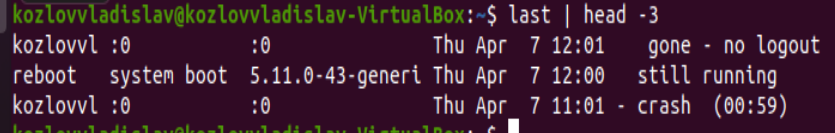 kozlovvladislav@kozlovvladislav-VirtualBox:~$ last | head -3
kozlovvl :0           :0               Thu Apr  7 12:01    gone - no logout
reboot   system boot  5.11.0-43-generi Thu Apr  7 12:00   still running
kozlovvl :0           :0               Thu Apr  7 11:01 - crash  (00:59)
kozlovvladislav@kozlovvladislav-VirtualBox:~$